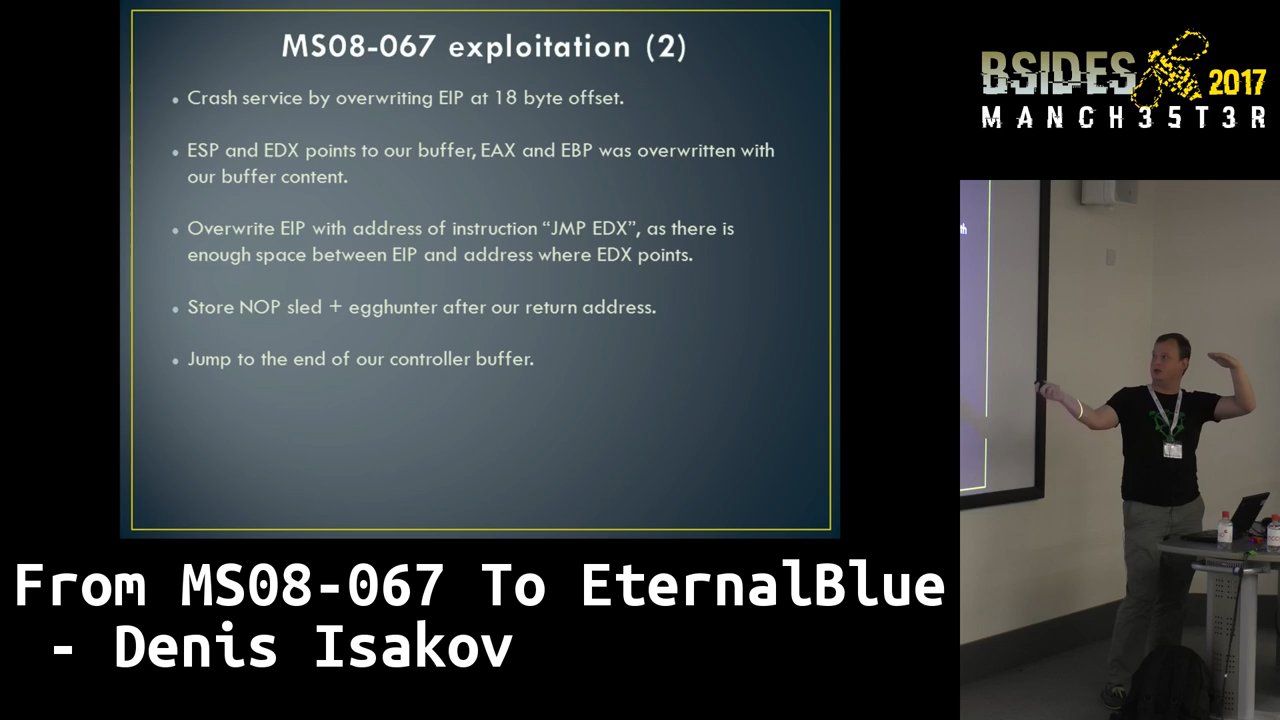 MS08-067 exploitation (2)
• Crash service by overwriting EIP at 18 byte offset.
• ESP and EDX points to our buffer, EAX and EBP was overwritten with
our buffer content.
• Overwrite EIP with address of instruction “JMP EDX”, as there is
enough space between EIP and address where EDX points.
• Store NOP sled + egghunter after our return address.
• Jump to the end of our controller buffer.
BSIDES 2017
MANCH35T3R
th
From MS08-067 To EternalBlue
- Denis Isakov